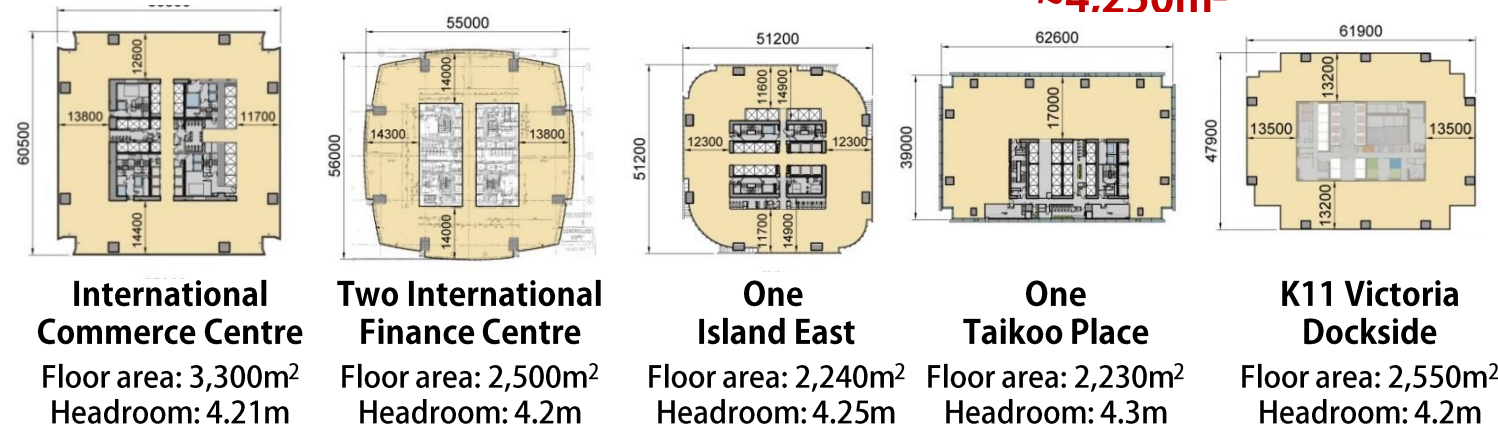 ≈4,250m²
55000
51200
62600
61900
60500
12600
13800
11700
14400
56000
14000
14300
13800
14000
51200
11600
14900
12300
12300
11700
14900
39000
17000
47900
13200
13500
13500
13200
CONTROLLED
COPY
International
Commerce Centre
Floor area: 3,300m²
Headroom: 4.21m
Two International
Finance Centre
Floor area: 2,500m²
Headroom: 4.2m
One
Island East
Floor area: 2,240m²
Headroom: 4.25m
One
Taikoo Place
Floor area: 2,230m²
Headroom: 4.3m
K11 Victoria
Dockside
Floor area: 2,550m²
Headroom: 4.2m